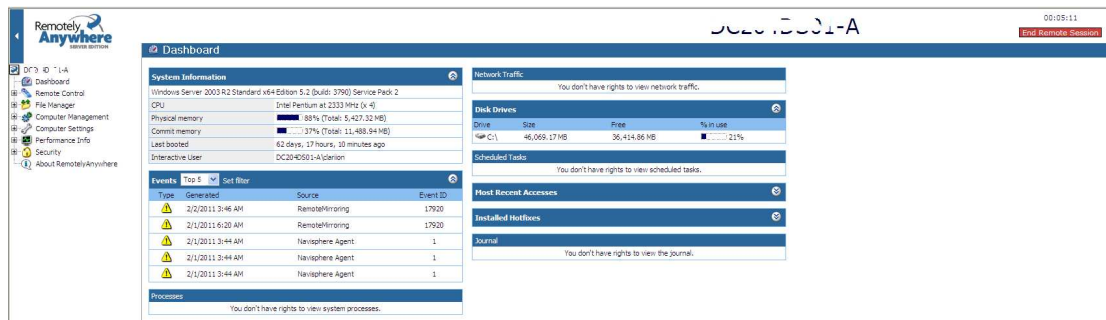 Remotely
Anywhere
SERVER EDITION
00:05:11
End Remote Session
Dashboard
Dashboard
Remote Control
File Manager
Computer Management
Computer Settings
Performance Info
Security
About RemotelyAnywhere
System Information
Windows Server 2003 R2 Standard x64 Edition 5.2 (build: 3790) Service Pack 2
CPU Intel Pentium at 2333 MHz (x 4)
Physical memory 88% (Total: 5,427.32 MB)
Commit memory 37% (Total: 11,488.94 MB)
Last booted 62 days, 17 hours, 10 minutes ago
Interactive User DC204DS01-A\clariion
Events Top 5 Set filter
Type Generated Source Event ID
2/2/2011 3:46 AM RemoteMirroring 17920
2/1/2011 6:20 AM RemoteMirroring 17920
2/1/2011 3:44 AM Navisphere Agent 1
2/1/2011 3:44 AM Navisphere Agent 1
2/1/2011 3:44 AM Navisphere Agent 1
Processes
You don't have rights to view system processes.
Network Traffic
You don't have rights to view network traffic.
Disk Drives
Drive Size Free % in use
C:\ 46,069.17 MB 36,414.86 MB 21%
Scheduled Tasks
You don't have rights to view scheduled tasks.
Most Recent Accesses
Installed Hotfixes
Journal
You don't have rights to view the journal.